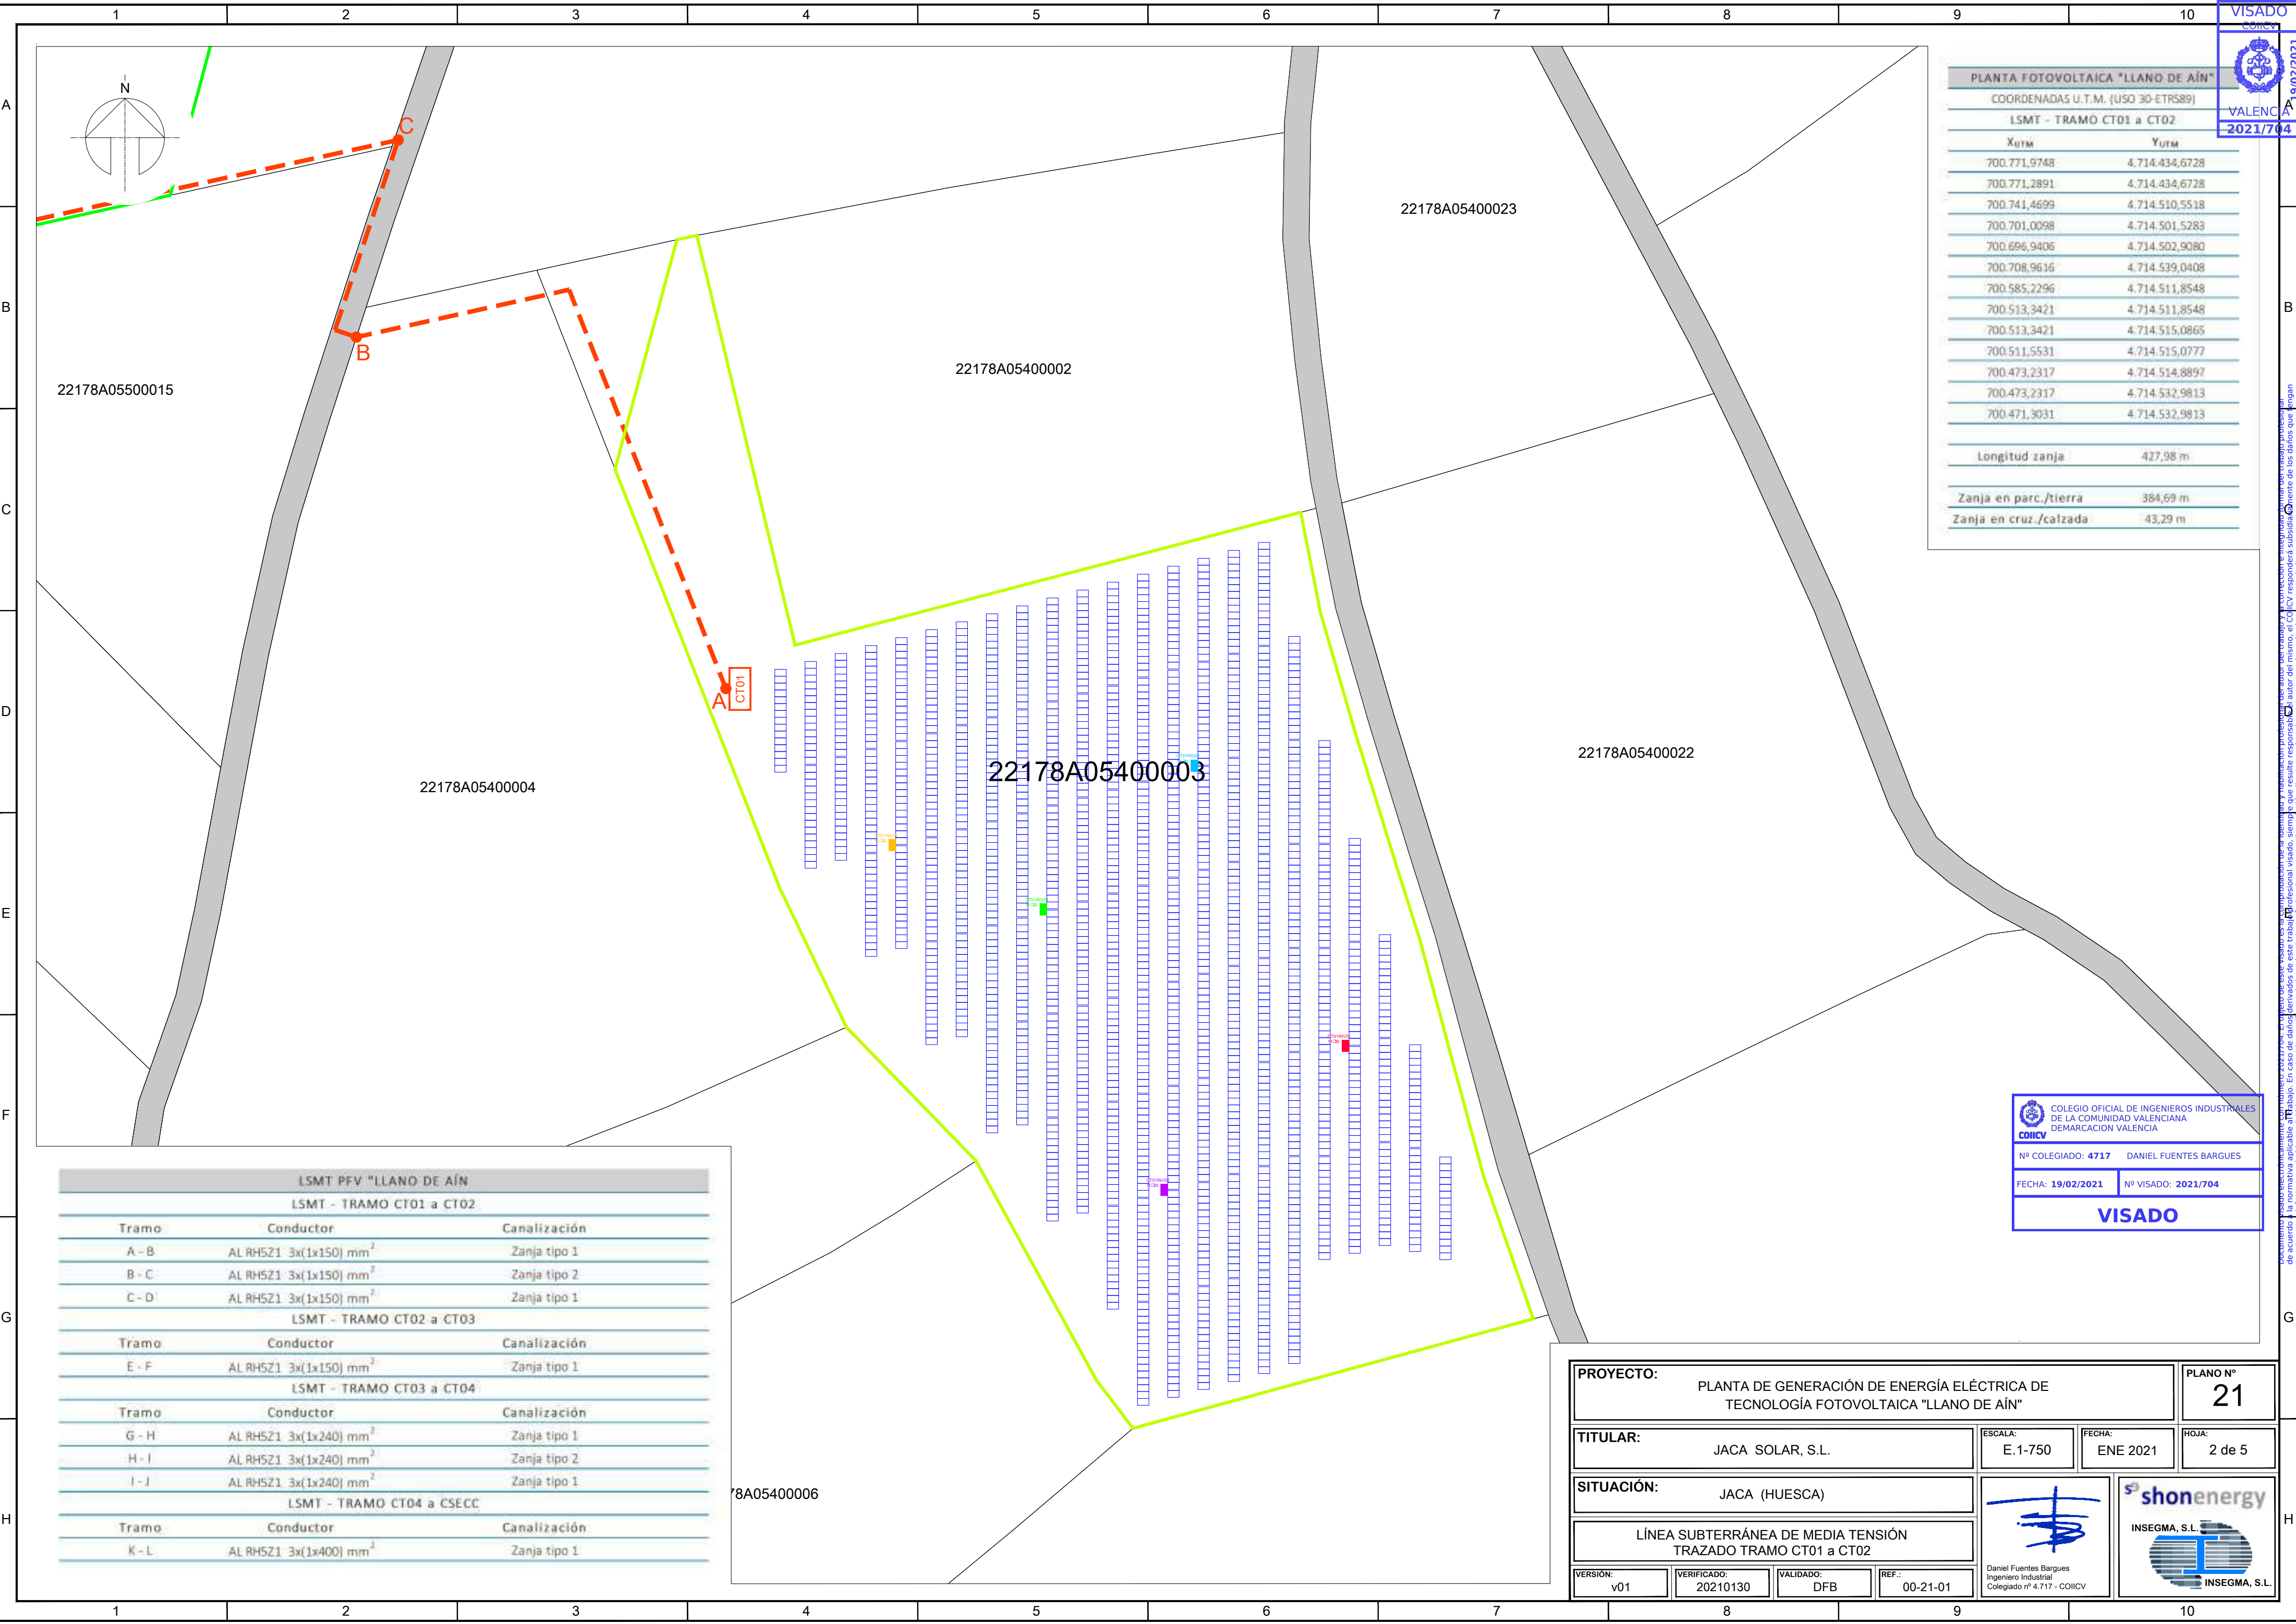 1 2 3 4 5 6 7 8 9 10
A
B
C
D
E
F
G
H
N
C
B
A
CT01
22178A05500015
22178A05400002
22178A05400023
22178A05400022
22178A05400004
22178A05400003
78A05400006
VISADO
COIICV
19/02/2021
VALENCIA
2021/704
PLANTA FOTOVOLTAICA "LLANO DE AÍN"
COORDENADAS U.T.M. (USO 30-ETRS89)
LSMT - TRAMO CT01 a CT02
XUTM YUTM
700.771,9748 4.714.434,6728
700.771,2891 4.714.434,6728
700.741,4699 4.714.510,5518
700.701,0098 4.714.501,5283
700.696,9406 4.714.502,9080
700.708,9616 4.714.539,0408
700.585,2296 4.714.511,8548
700.513,3421 4.714.511,8548
700.513,3421 4.714.515,0865
700.511,5531 4.714.515,0777
700.473,2317 4.714.514,8897
700.473,2317 4.714.532,9813
700.471,3031 4.714.532,9813
Longitud zanja 427,98 m
Zanja en parc./tierra 384,69 m
Zanja en cruz./calzada 43,29 m
COLEGIO OFICIAL DE INGENIEROS INDUSTRIALES
DE LA COMUNIDAD VALENCIANA
DEMARCACION VALENCIA
COIICV
Nº COLEGIADO: 4717 DANIEL FUENTES BARGUES
FECHA: 19/02/2021 Nº VISADO: 2021/704
VISADO
LSMT PFV "LLANO DE AÍN
LSMT - TRAMO CT01 a CT02
Tramo Conductor Canalización
A - B AL RH5Z1 3x(1x150) mm2 Zanja tipo 1
B - C AL RH5Z1 3x(1x150) mm2 Zanja tipo 2
C - D AL RH5Z1 3x(1x150) mm2 Zanja tipo 1
LSMT - TRAMO CT02 a CT03
Tramo Conductor Canalización
E - F AL RH5Z1 3x(1x150) mm2 Zanja tipo 1
LSMT - TRAMO CT03 a CT04
Tramo Conductor Canalización
G - H AL RH5Z1 3x(1x240) mm2 Zanja tipo 1
H - I AL RH5Z1 3x(1x240) mm2 Zanja tipo 2
I - J AL RH5Z1 3x(1x240) mm2 Zanja tipo 1
LSMT - TRAMO CT04 a CSECC
Tramo Conductor Canalización
K - L AL RH5Z1 3x(1x400) mm2 Zanja tipo 1
PROYECTO:
PLANTA DE GENERACIÓN DE ENERGÍA ELÉCTRICA DE
TECNOLOGÍA FOTOVOLTAICA "LLANO DE AÍN"
PLANO Nº
21
TITULAR:
JACA SOLAR, S.L.
ESCALA:
E.1-750
FECHA:
ENE 2021
HOJA:
2 de 5
SITUACIÓN:
JACA (HUESCA)
LÍNEA SUBTERRÁNEA DE MEDIA TENSIÓN
TRAZADO TRAMO CT01 a CT02
VERSIÓN:
v01
VERIFICADO:
20210130
VALIDADO:
DFB
REF.:
00-21-01
Daniel Fuentes Bargues
Ingeniero Industrial
Colegiado nº 4.717 - COIICV
shonenergy
INSEGMA, S.L.
INSEGMA, S.L.
1 2 3 4 5 6 7 8 9 10